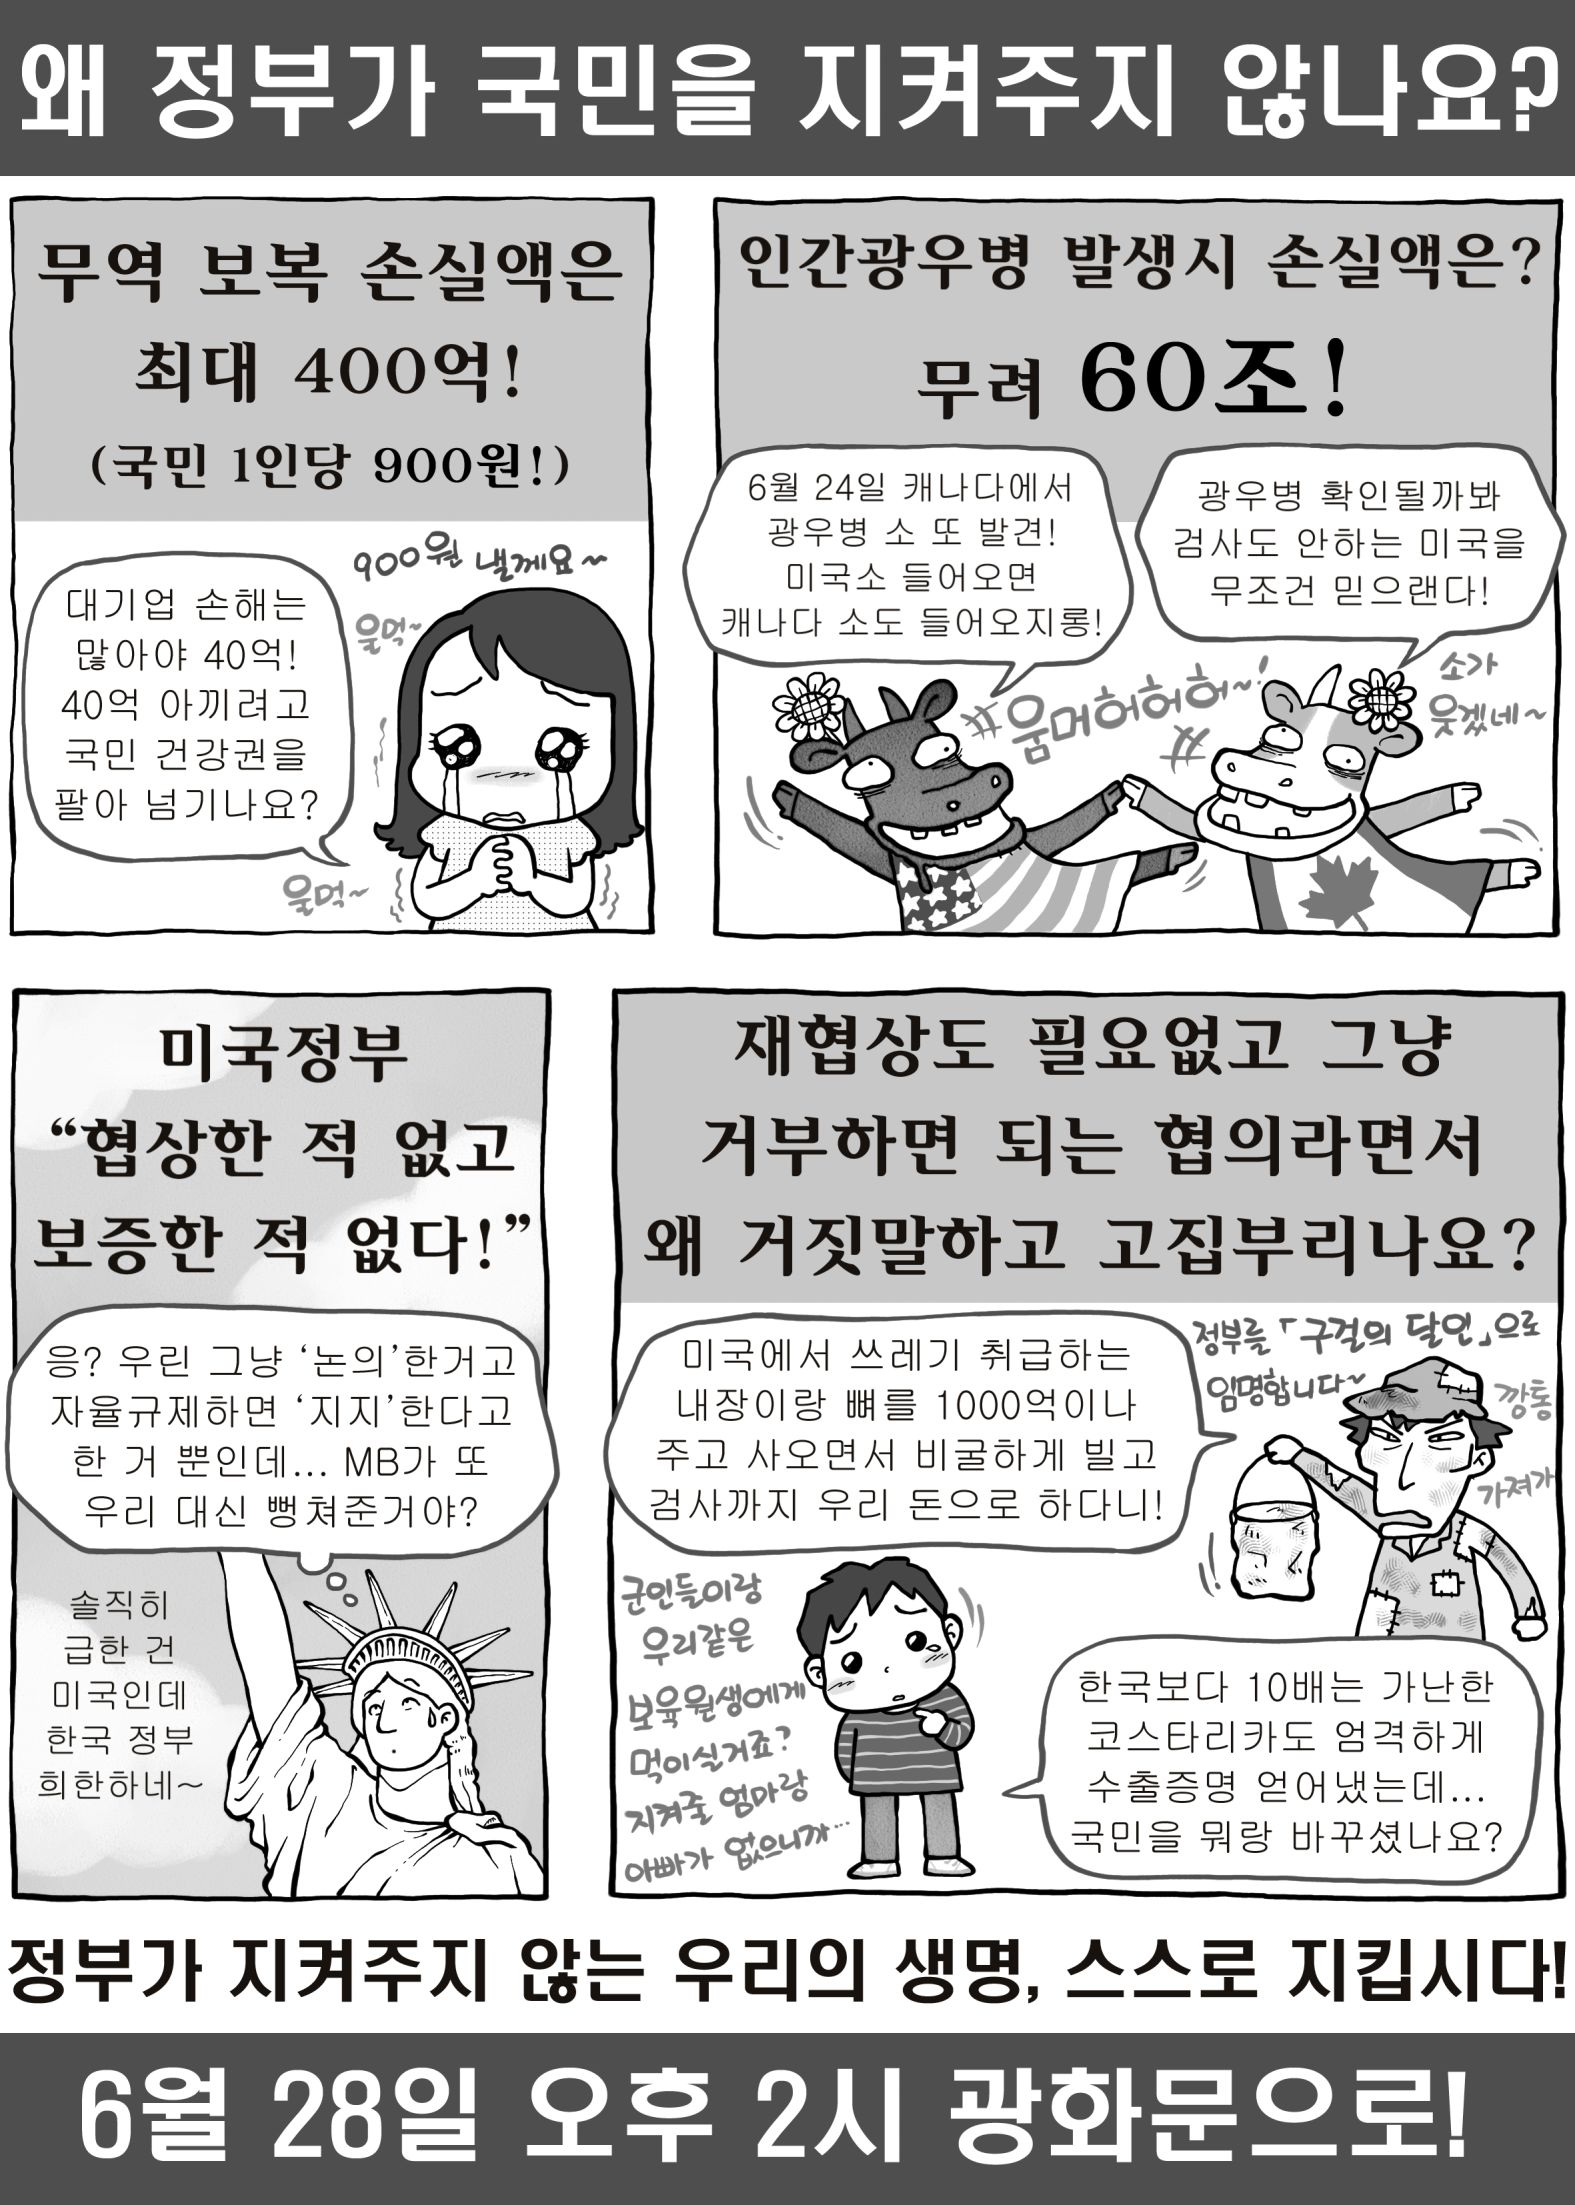 왜 정부가 국민을 지켜주지 않나요?
무역 보복 손실액은
최대 400억!
(국민 1인당 900원!)
900원 낼께요~
대기업 손해는
많아야 40억!
40억 아끼려고
국민 건강권을
팔아 넘기나요?
울먹~
울먹~
인간광우병 발생시 손실액은?
무려 60조!
6월 24일 캐나다에서
광우병 소 또 발견!
미국소 들어오면
캐나다 소도 들어오지롱!
광우병 확인될까봐
검사도 안하는 미국을
무조건 믿으랜다!
움머허허허~!
소가
웃겠네~
미국정부
“협상한 적 없고
보증한 적 없다!”
응? 우린 그냥 ‘논의’한거고
자율규제하면 ‘지지’한다고
한 거 뿐인데... MB가 또
우리 대신 뻥쳐준거야?
솔직히
급한 건
미국인데
한국 정부
희한하네~
재협상도 필요없고 그냥
거부하면 되는 협의라면서
왜 거짓말하고 고집부리나요?
미국에서 쓰레기 취급하는
내장이랑 뼈를 1000억이나
주고 사오면서 비굴하게 빌고
검사까지 우리 돈으로 하다니!
정부를 「구걸의 달인」으로
임명합니다~
깡통
가져가
군인들이랑
우리같은
보육원생에게
먹이실거죠?
지켜줄 엄마랑
아빠가 없으니까...
한국보다 10배는 가난한
코스타리카도 엄격하게
수출증명 얻어냈는데...
국민을 뭐랑 바꾸셨나요?
정부가 지켜주지 않는 우리의 생명, 스스로 지킵시다!
6월 28일 오후 2시 광화문으로!